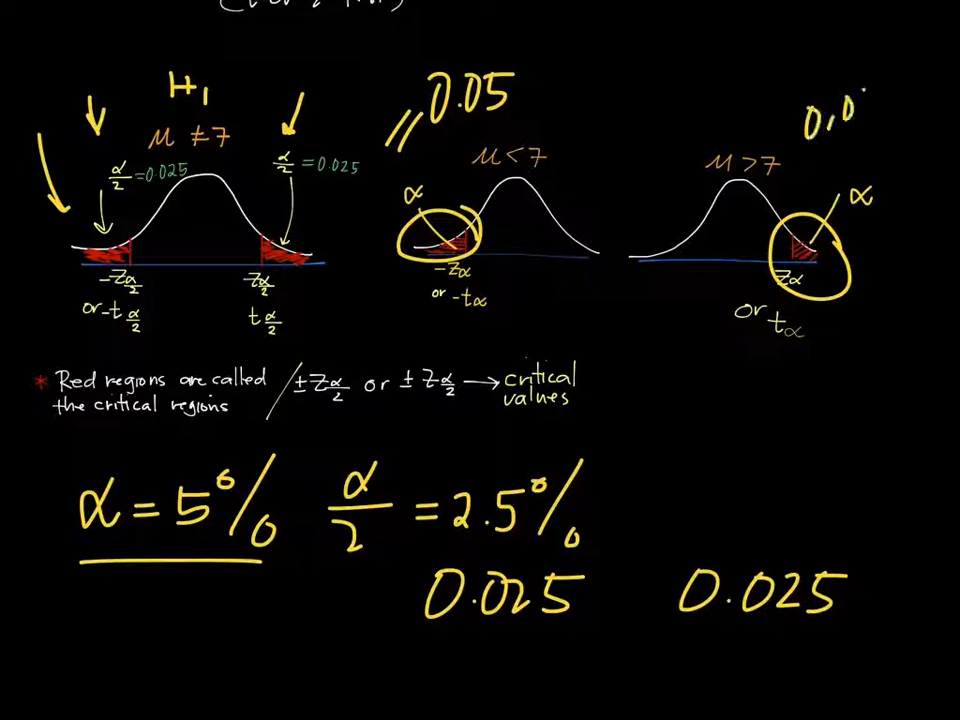 H₁
0.05
0.0
μ ≠ 7
μ < 7
μ > 7
α/2 = 0.025
α/2 = 0.025
α
α
-Zα/2
Zα/2
-Zα
Zα
or -tα/2
tα/2
or -tα
or tα
* Red regions are called
the critical regions
/ ±Zα/2 or ±Zα/2 → critical
values
α = 5%
α/2 = 2.5%
0.025
0.025